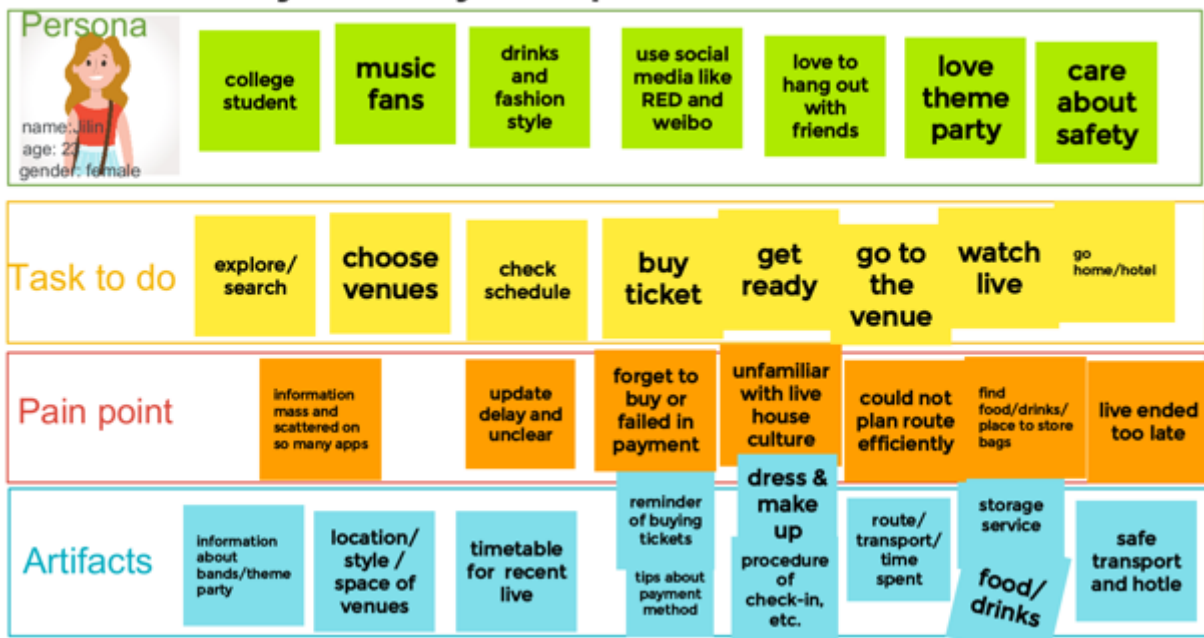 Persona
name:Jilin
age: 23
gender: female
college
student
music
fans
drinks
and
fashion
style
use social
media like
RED and
weibo
love to
hang out
with
friends
love
theme
party
care
about
safety
Task to do
explore/
search
choose
venues
check
schedule
buy
ticket
get
ready
go to
the
venue
watch
live
go
home/hotel
Pain point
information
mass and
scattered on
so many apps
update
delay and
unclear
forget to
buy or
failed in
payment
unfamiliar
with live
house
culture
could not
plan route
efficiently
find
food/drinks/
place to store
bags
live ended
too late
Artifacts
information
about
bands/theme
party
location/
style /
space of
venues
timetable
for recent
live
reminder
of buying
tickets
tips about
payment
method
dress &
make
up
procedure
of
check-in,
etc.
route/
transport/
time
spent
storage
service
food/
drinks
safe
transport
and hotle